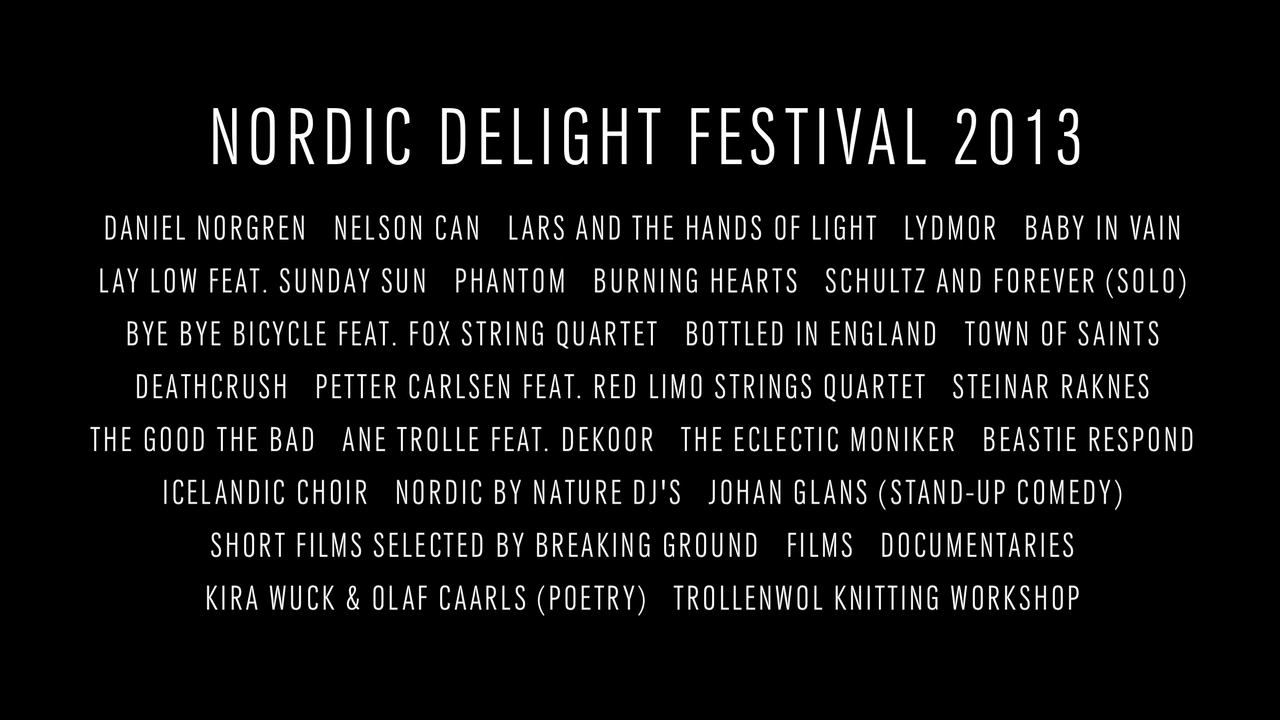 NORDIC DELIGHT FESTIVAL 2013
DANIEL NORGREN NELSON CAN LARS AND THE HANDS OF LIGHT LYDMOR BABY IN VAIN
LAY LOW FEAT. SUNDAY SUN PHANTOM BURNING HEARTS SCHULTZ AND FOREVER (SOLO)
BYE BYE BICYCLE FEAT. FOX STRING QUARTET BOTTLED IN ENGLAND TOWN OF SAINTS
DEATHCRUSH PETTER CARLSEN FEAT. RED LIMO STRINGS QUARTET STEINAR RAKNES
THE GOOD THE BAD ANE TROLLE FEAT. DEKOOR THE ECLECTIC MONIKER BEASTIE RESPOND
ICELANDIC CHOIR NORDIC BY NATURE DJ'S JOHAN GLANS (STAND-UP COMEDY)
SHORT FILMS SELECTED BY BREAKING GROUND FILMS DOCUMENTARIES
KIRA WUCK & OLAF CAARLS (POETRY) TROLLENWOL KNITTING WORKSHOP